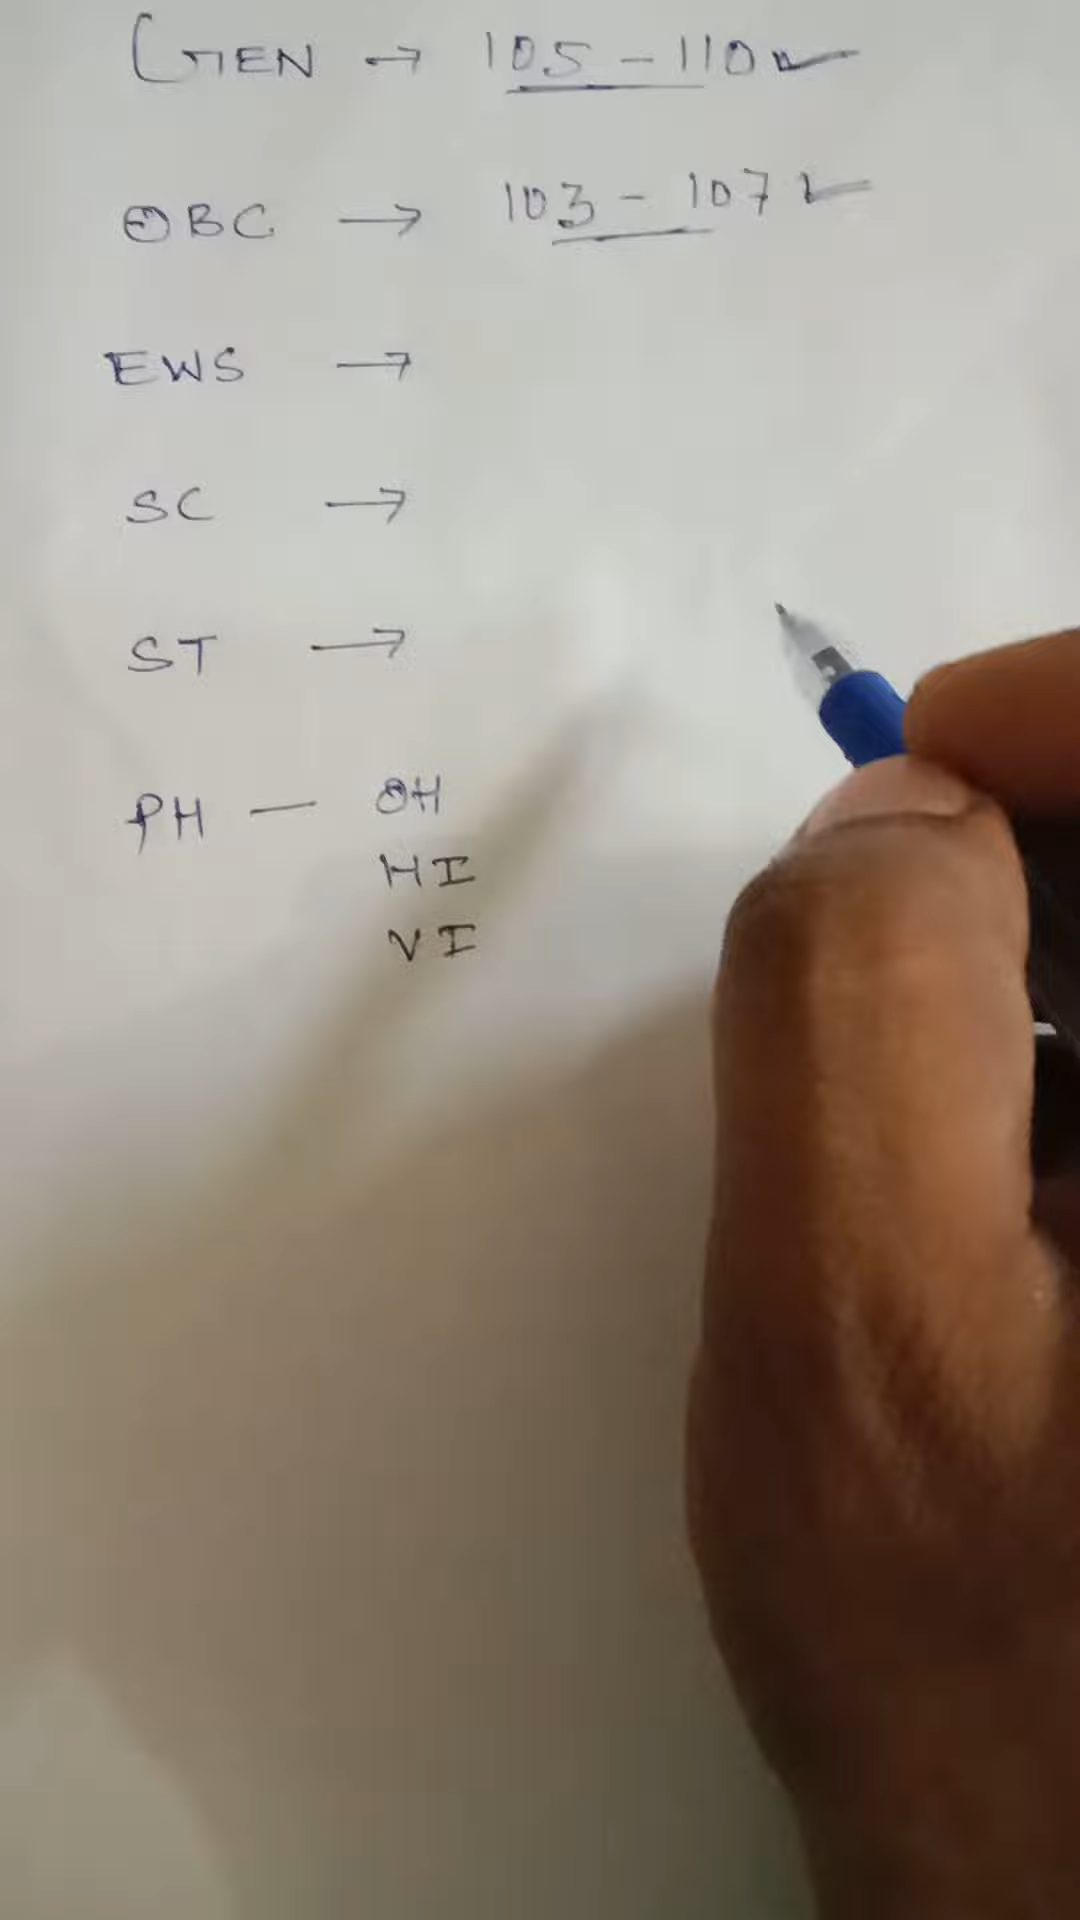 GEN → 105 - 110 ✓
OBC → 103 - 107 ✓
EWS →
SC →
ST →
PH — OH
HI
VI